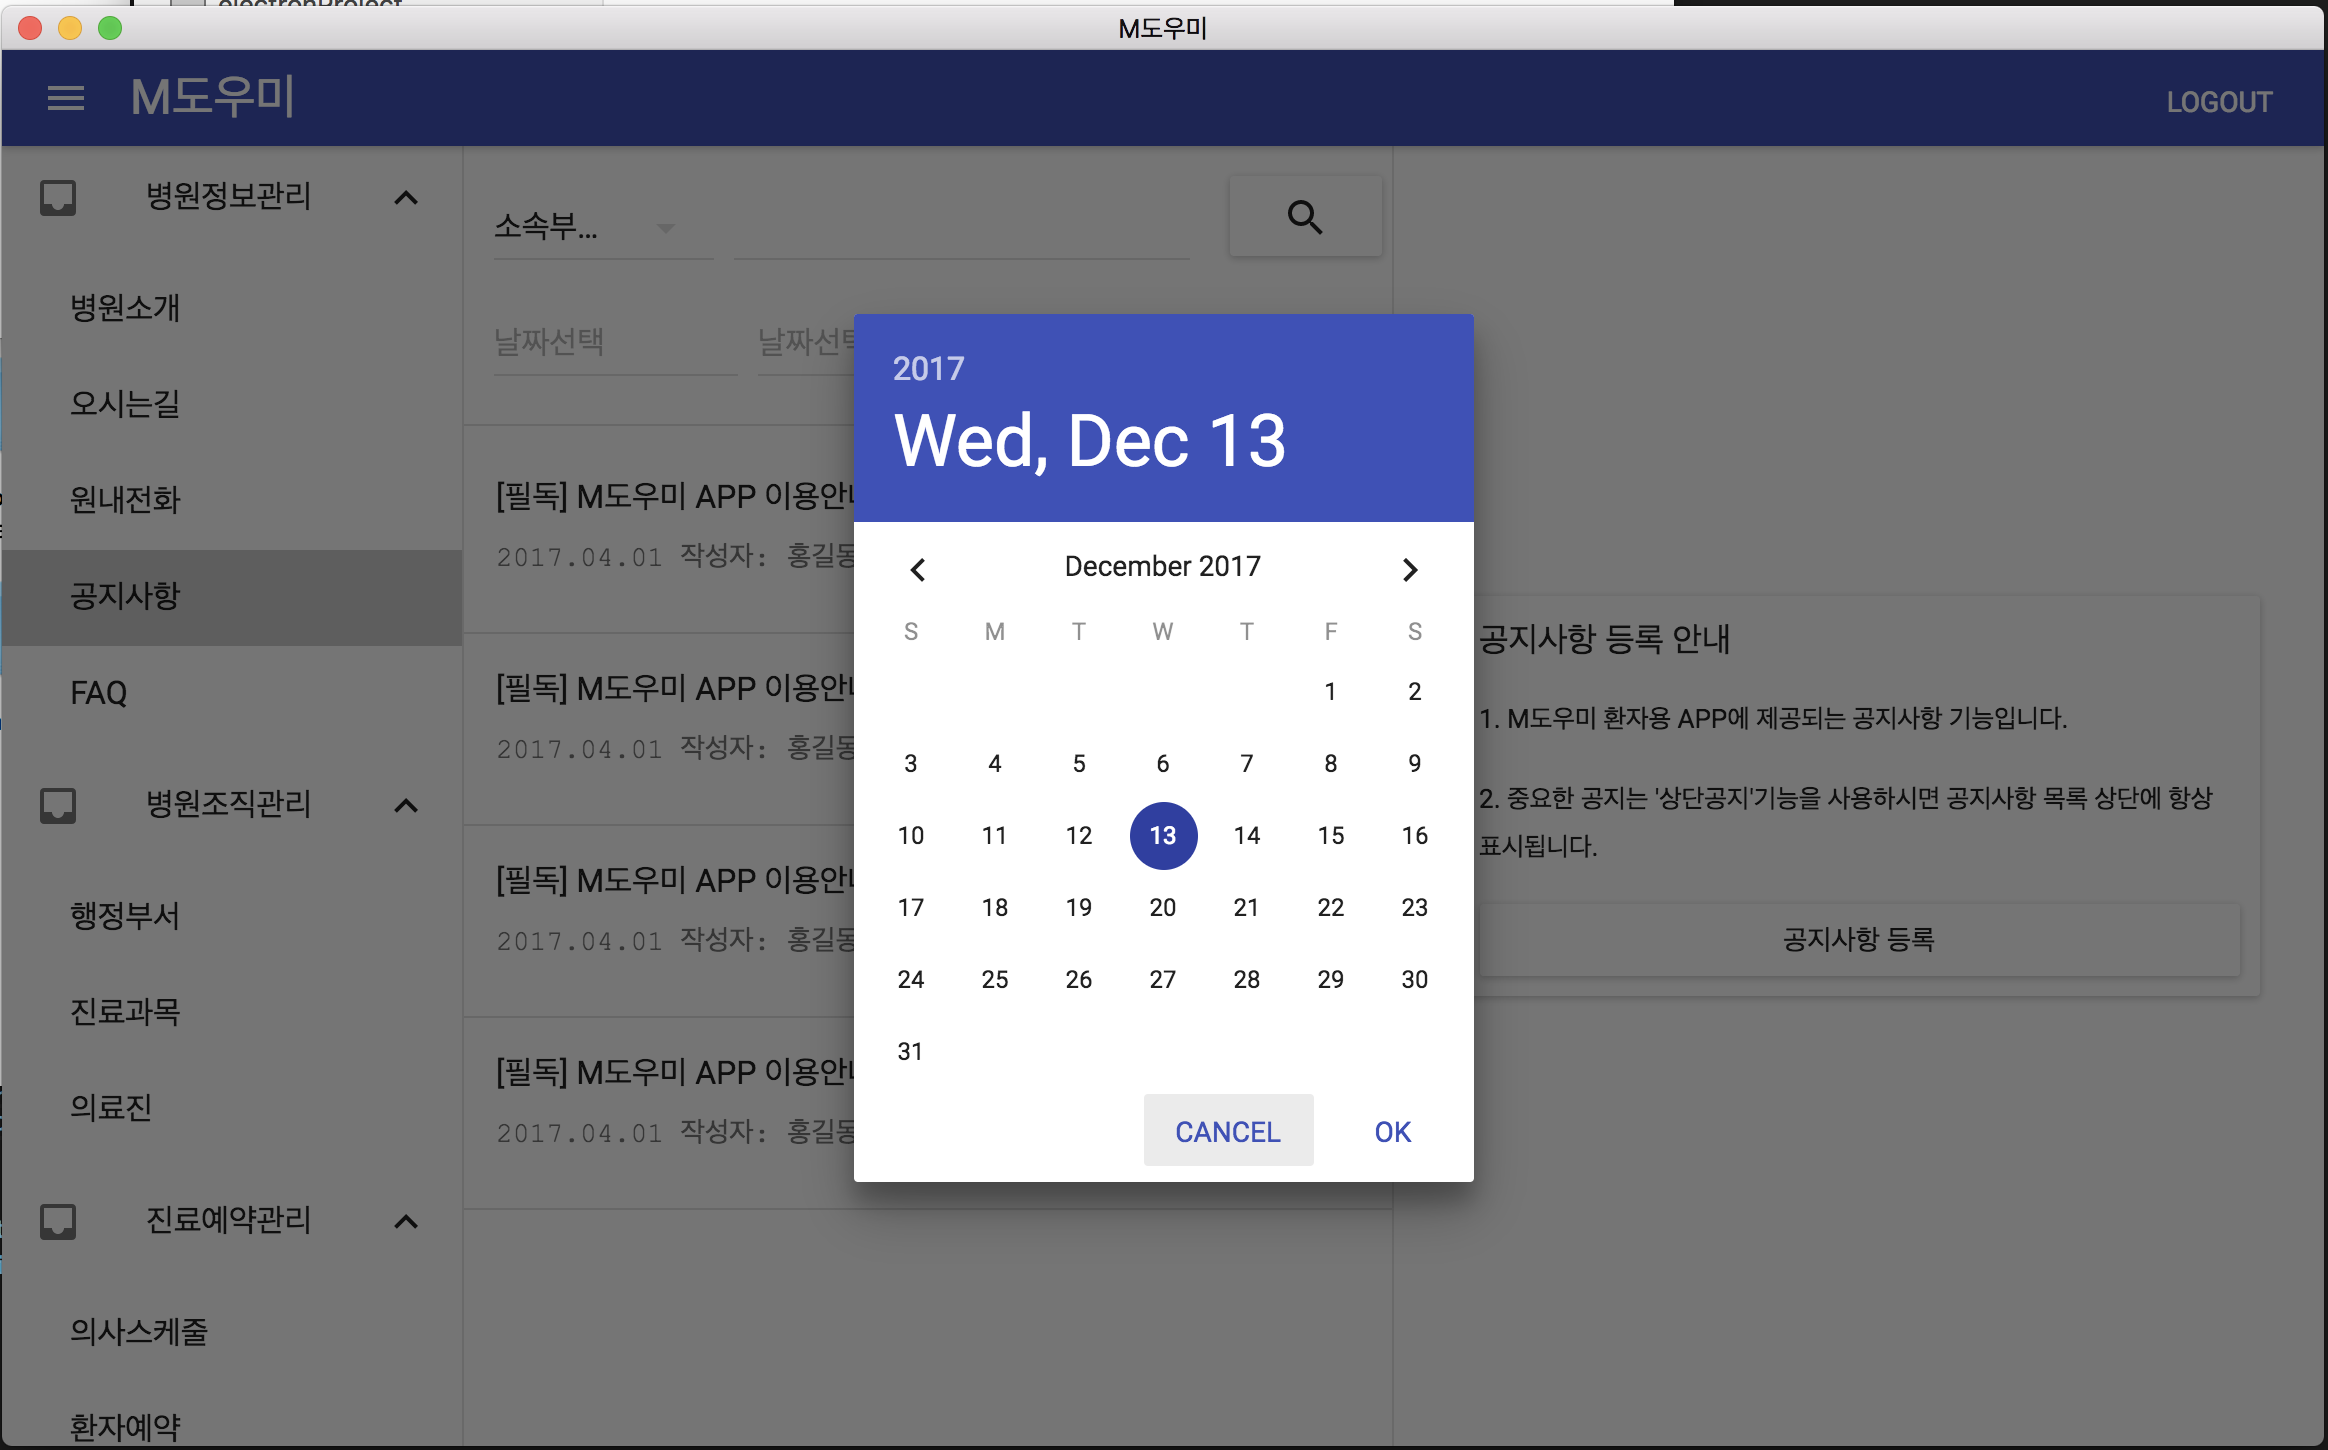 M도우미
M도우미
LOGOUT
병원정보관리
병원소개
오시는길
원내전화
공지사항
FAQ
병원조직관리
행정부서
진료과목
의료진
진료예약관리
의사스케줄
환자예약
소속부...
날짜선택
날짜선택
[필독] M도우미 APP 이용안내
2017.04.01 작성자: 홍길동
[필독] M도우미 APP 이용안내
2017.04.01 작성자: 홍길동
[필독] M도우미 APP 이용안내
2017.04.01 작성자: 홍길동
[필독] M도우미 APP 이용안내
2017.04.01 작성자: 홍길동
2017
Wed, Dec 13
December 2017
S M T W T F S
1 2
3 4 5 6 7 8 9
10 11 12 13 14 15 16
17 18 19 20 21 22 23
24 25 26 27 28 29 30
31
CANCEL OK
공지사항 등록 안내
1. M도우미 환자용 APP에 제공되는 공지사항 기능입니다.
2. 중요한 공지는 '상단공지'기능을 사용하시면 공지사항 목록 상단에 항상
표시됩니다.
공지사항 등록